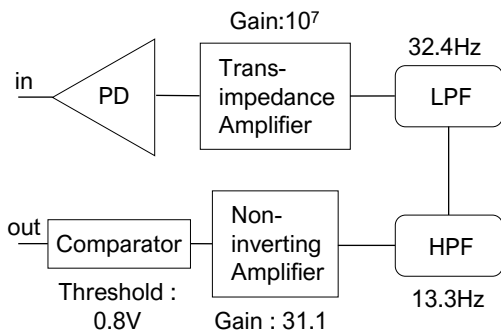 Gain:10⁷
32.4Hz
in
PD
Trans-
impedance
Amplifier
LPF
out
Comparator
Non-
inverting
Amplifier
HPF
Threshold :
0.8V
Gain : 31.1
13.3Hz